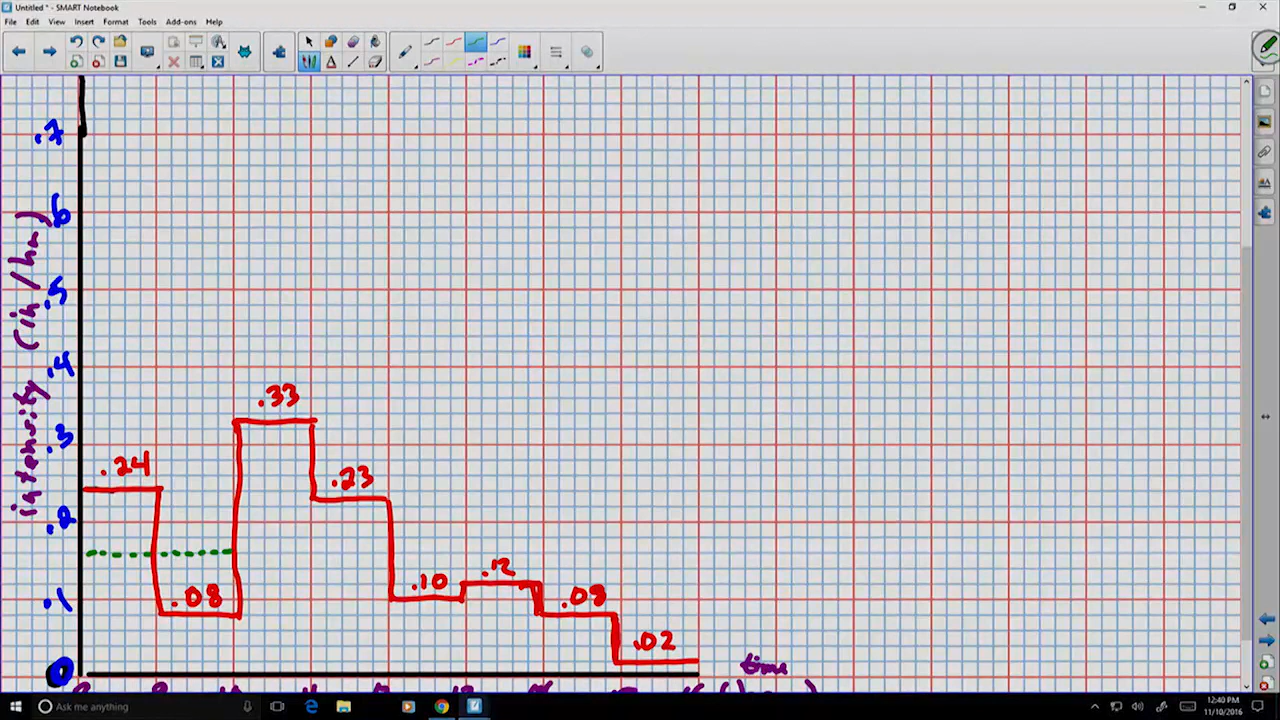 Untitled * - SMART Notebook
File Edit View Insert Format Tools Add-ons Help
.7
.6
.5
.4
.3
.2
.1
0
intensity (in/hr)
.33
.24
.23
.08
.10
.12
.08
.02
time
Ask me anything
12:40 PM
11/10/2016